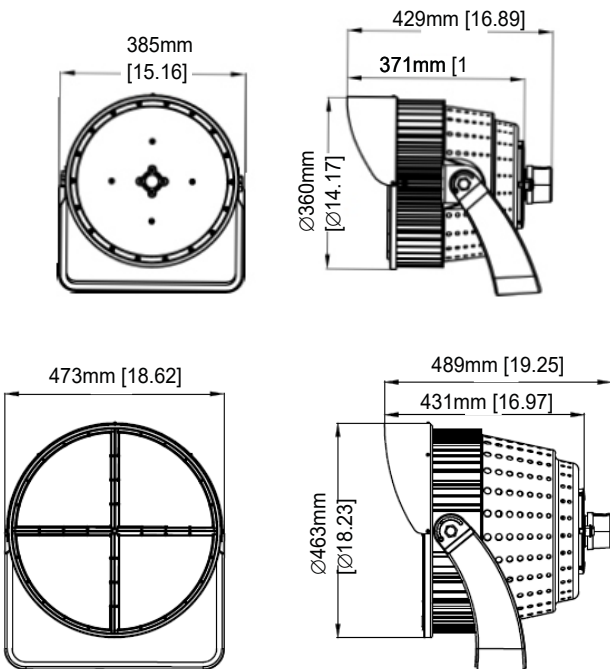 385mm
[15.16]
429mm [16.89]
371mm [1
Ø360mm
[Ø14.17]
473mm [18.62]
489mm [19.25]
431mm [16.97]
Ø463mm
[Ø18.23]